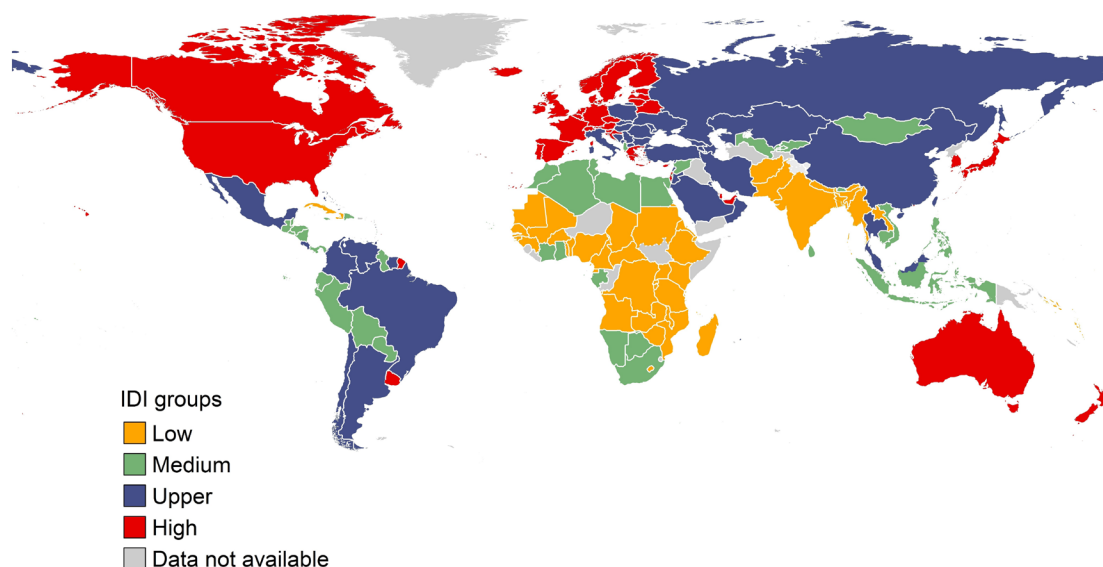 IDI groups
Low
Medium
Upper
High
Data not available